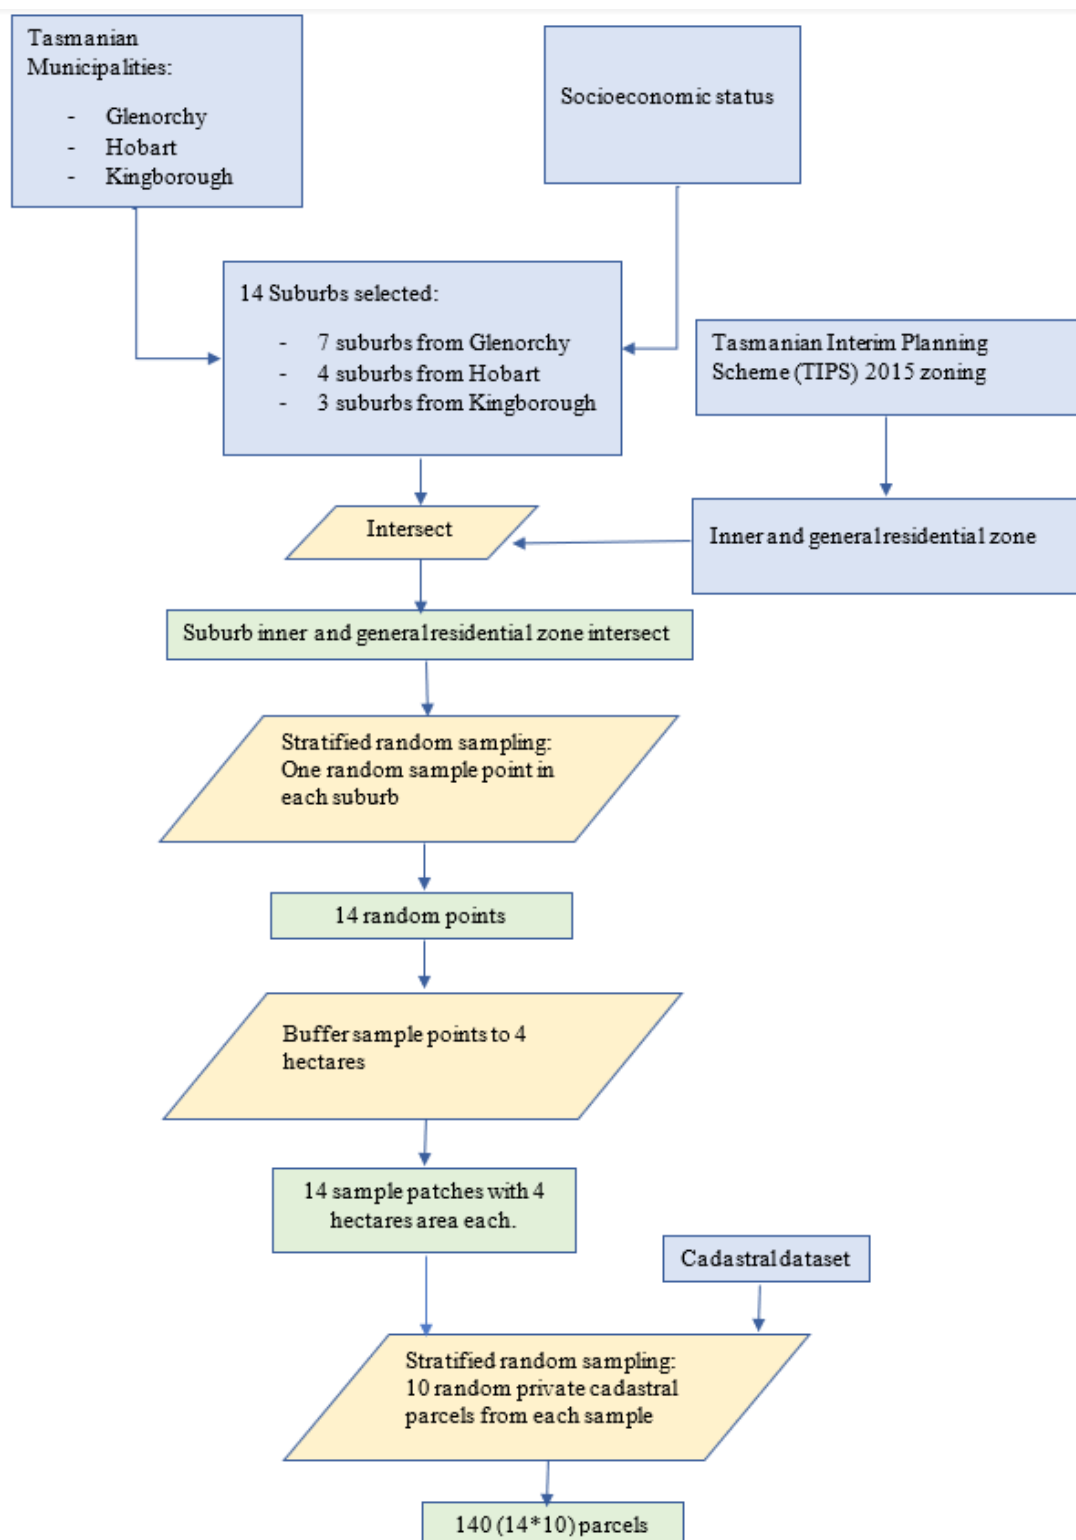 Tasmanian
Municipalities:
- Glenorchy
- Hobart
- Kingborough
Socioeconomic status
14 Suburbs selected:
- 7 suburbs from Glenorchy
- 4 suburbs from Hobart
- 3 suburbs from Kingborough
Tasmanian Interim Planning
Scheme (TIPS) 2015 zoning
Intersect
Inner and general residential zone
Suburb inner and general residential zone intersect
Stratified random sampling:
One random sample point in
each suburb
14 random points
Buffer sample points to 4
hectares
14 sample patches with 4
hectares area each.
Cadastral dataset
Stratified random sampling:
10 random private cadastral
parcels from each sample
140 (14*10) parcels